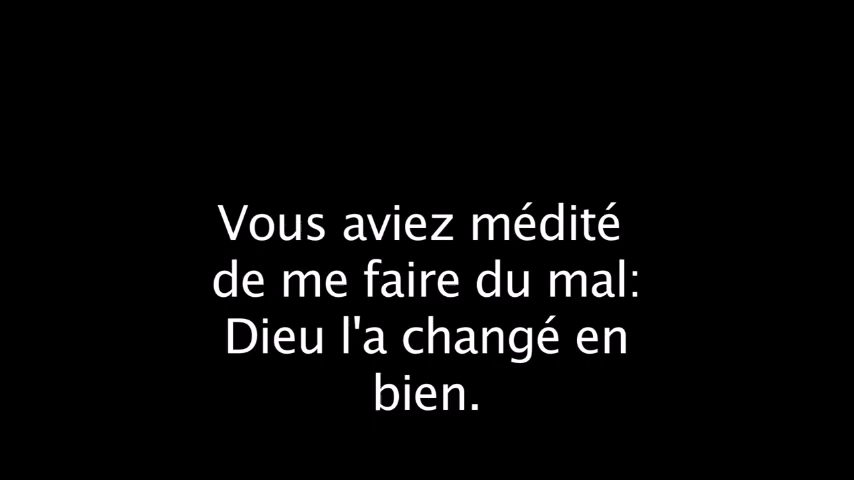 Vous aviez médité
de me faire du mal:
Dieu l'a changé en
bien.